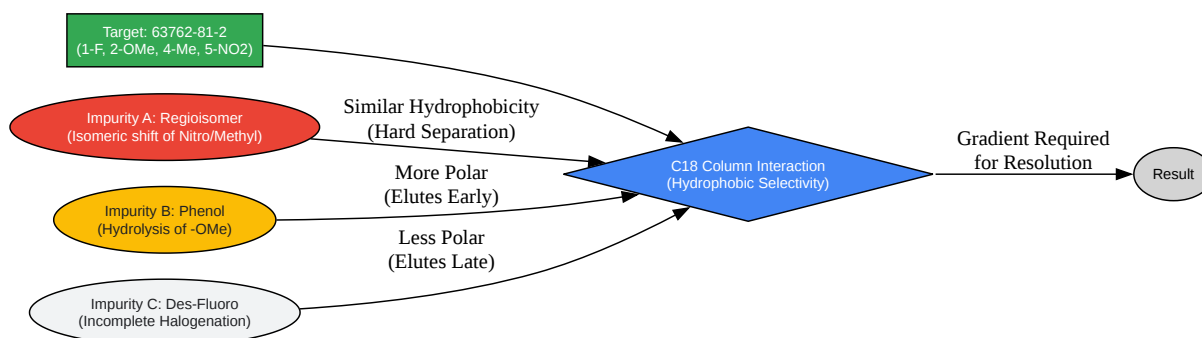 Target: 63762-81-2
(1-F, 2-OMe, 4-Me, 5-NO2)
Impurity A: Regioisomer
(Isomeric shift of Nitro/Methyl)
Similar Hydrophobicity
(Hard Separation)
Impurity B: Phenol
(Hydrolysis of -OMe)
More Polar
(Elutes Early)
Impurity C: Des-Fluoro
(Incomplete Halogenation)
Less Polar
(Elutes Late)
C18 Column Interaction
(Hydrophobic Selectivity)
Gradient Required
for Resolution
Result